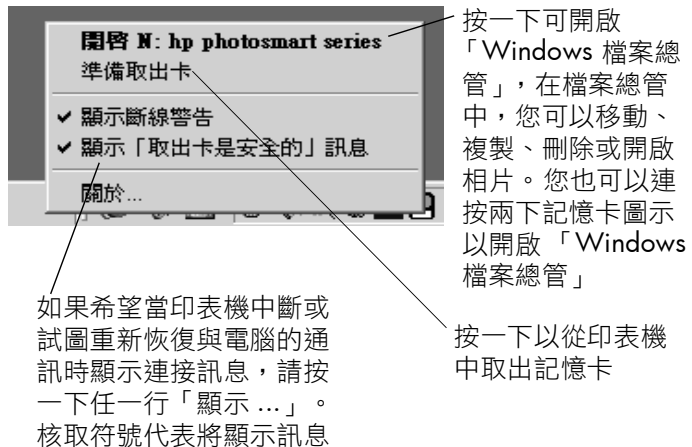 開啓 N: hp photosmart series
準備取出卡
顯示斷線警告
顯示「取出卡是安全的」訊息
關於...
按一下可開啟
「Windows 檔案總
管」，在檔案總管
中，您可以移動、
複製、刪除或開啟
相片。您也可以連
按兩下記憶卡圖示
以開啟 「Windows
檔案總管」
如果希望當印表機中斷或
試圖重新恢復與電腦的通
訊時顯示連接訊息，請按
一下任一行「顯示 ...」。
核取符號代表將顯示訊息
按一下以從印表機
中取出記憶卡